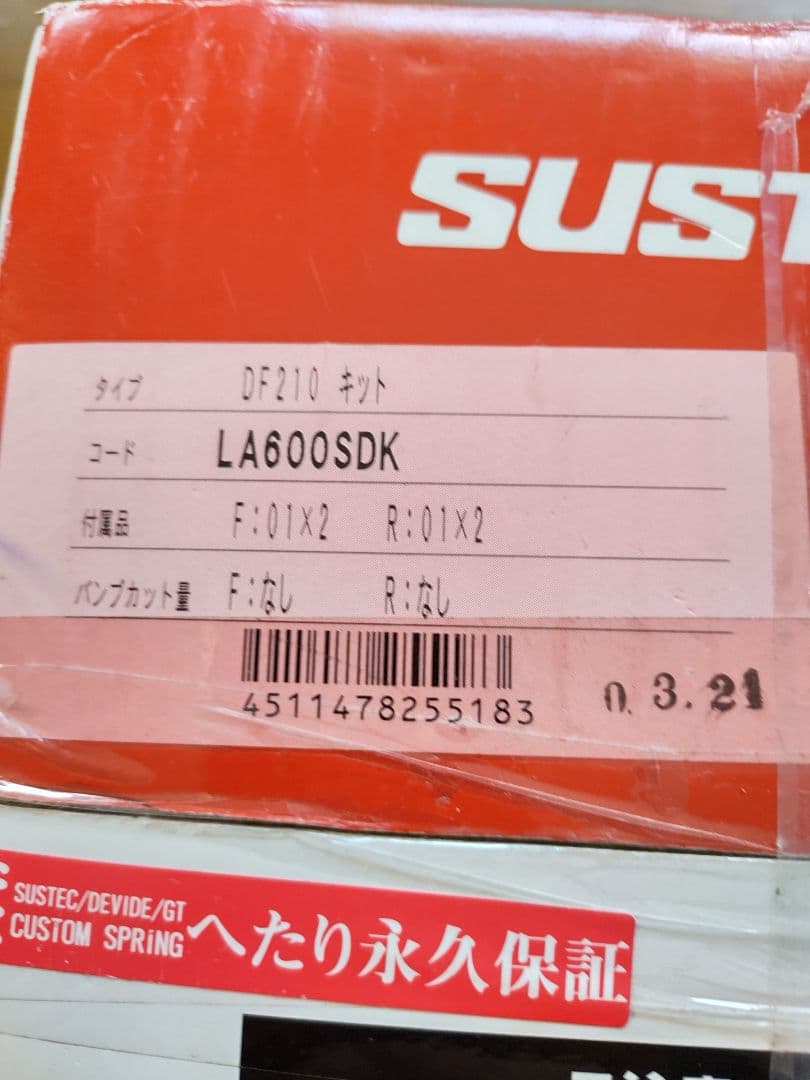 SUST
タイプ DF210 キット
コード LA600SDK
付属品 F:01×2 R:01×2
バンプカット量 F:なし R:なし
4511478255183
0. 3. 21
SUSTEC/DEVIDE/GT
CUSTOM SPRiNG
へたり永久保証